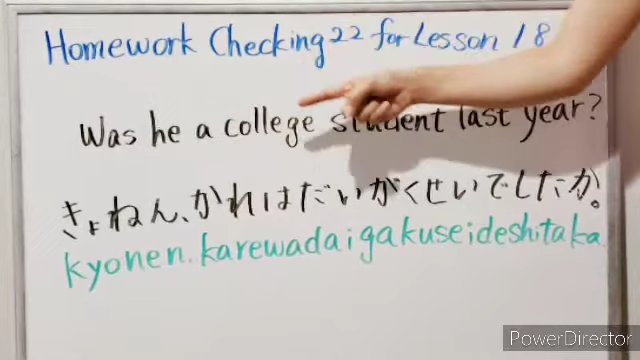 Homework Checking 22 for Lesson 18
Was he a college student last year?
きょねん、かれはだいがくせいでしたか。
kyonen. karewadaigakuseideshitaka.
PowerDirector